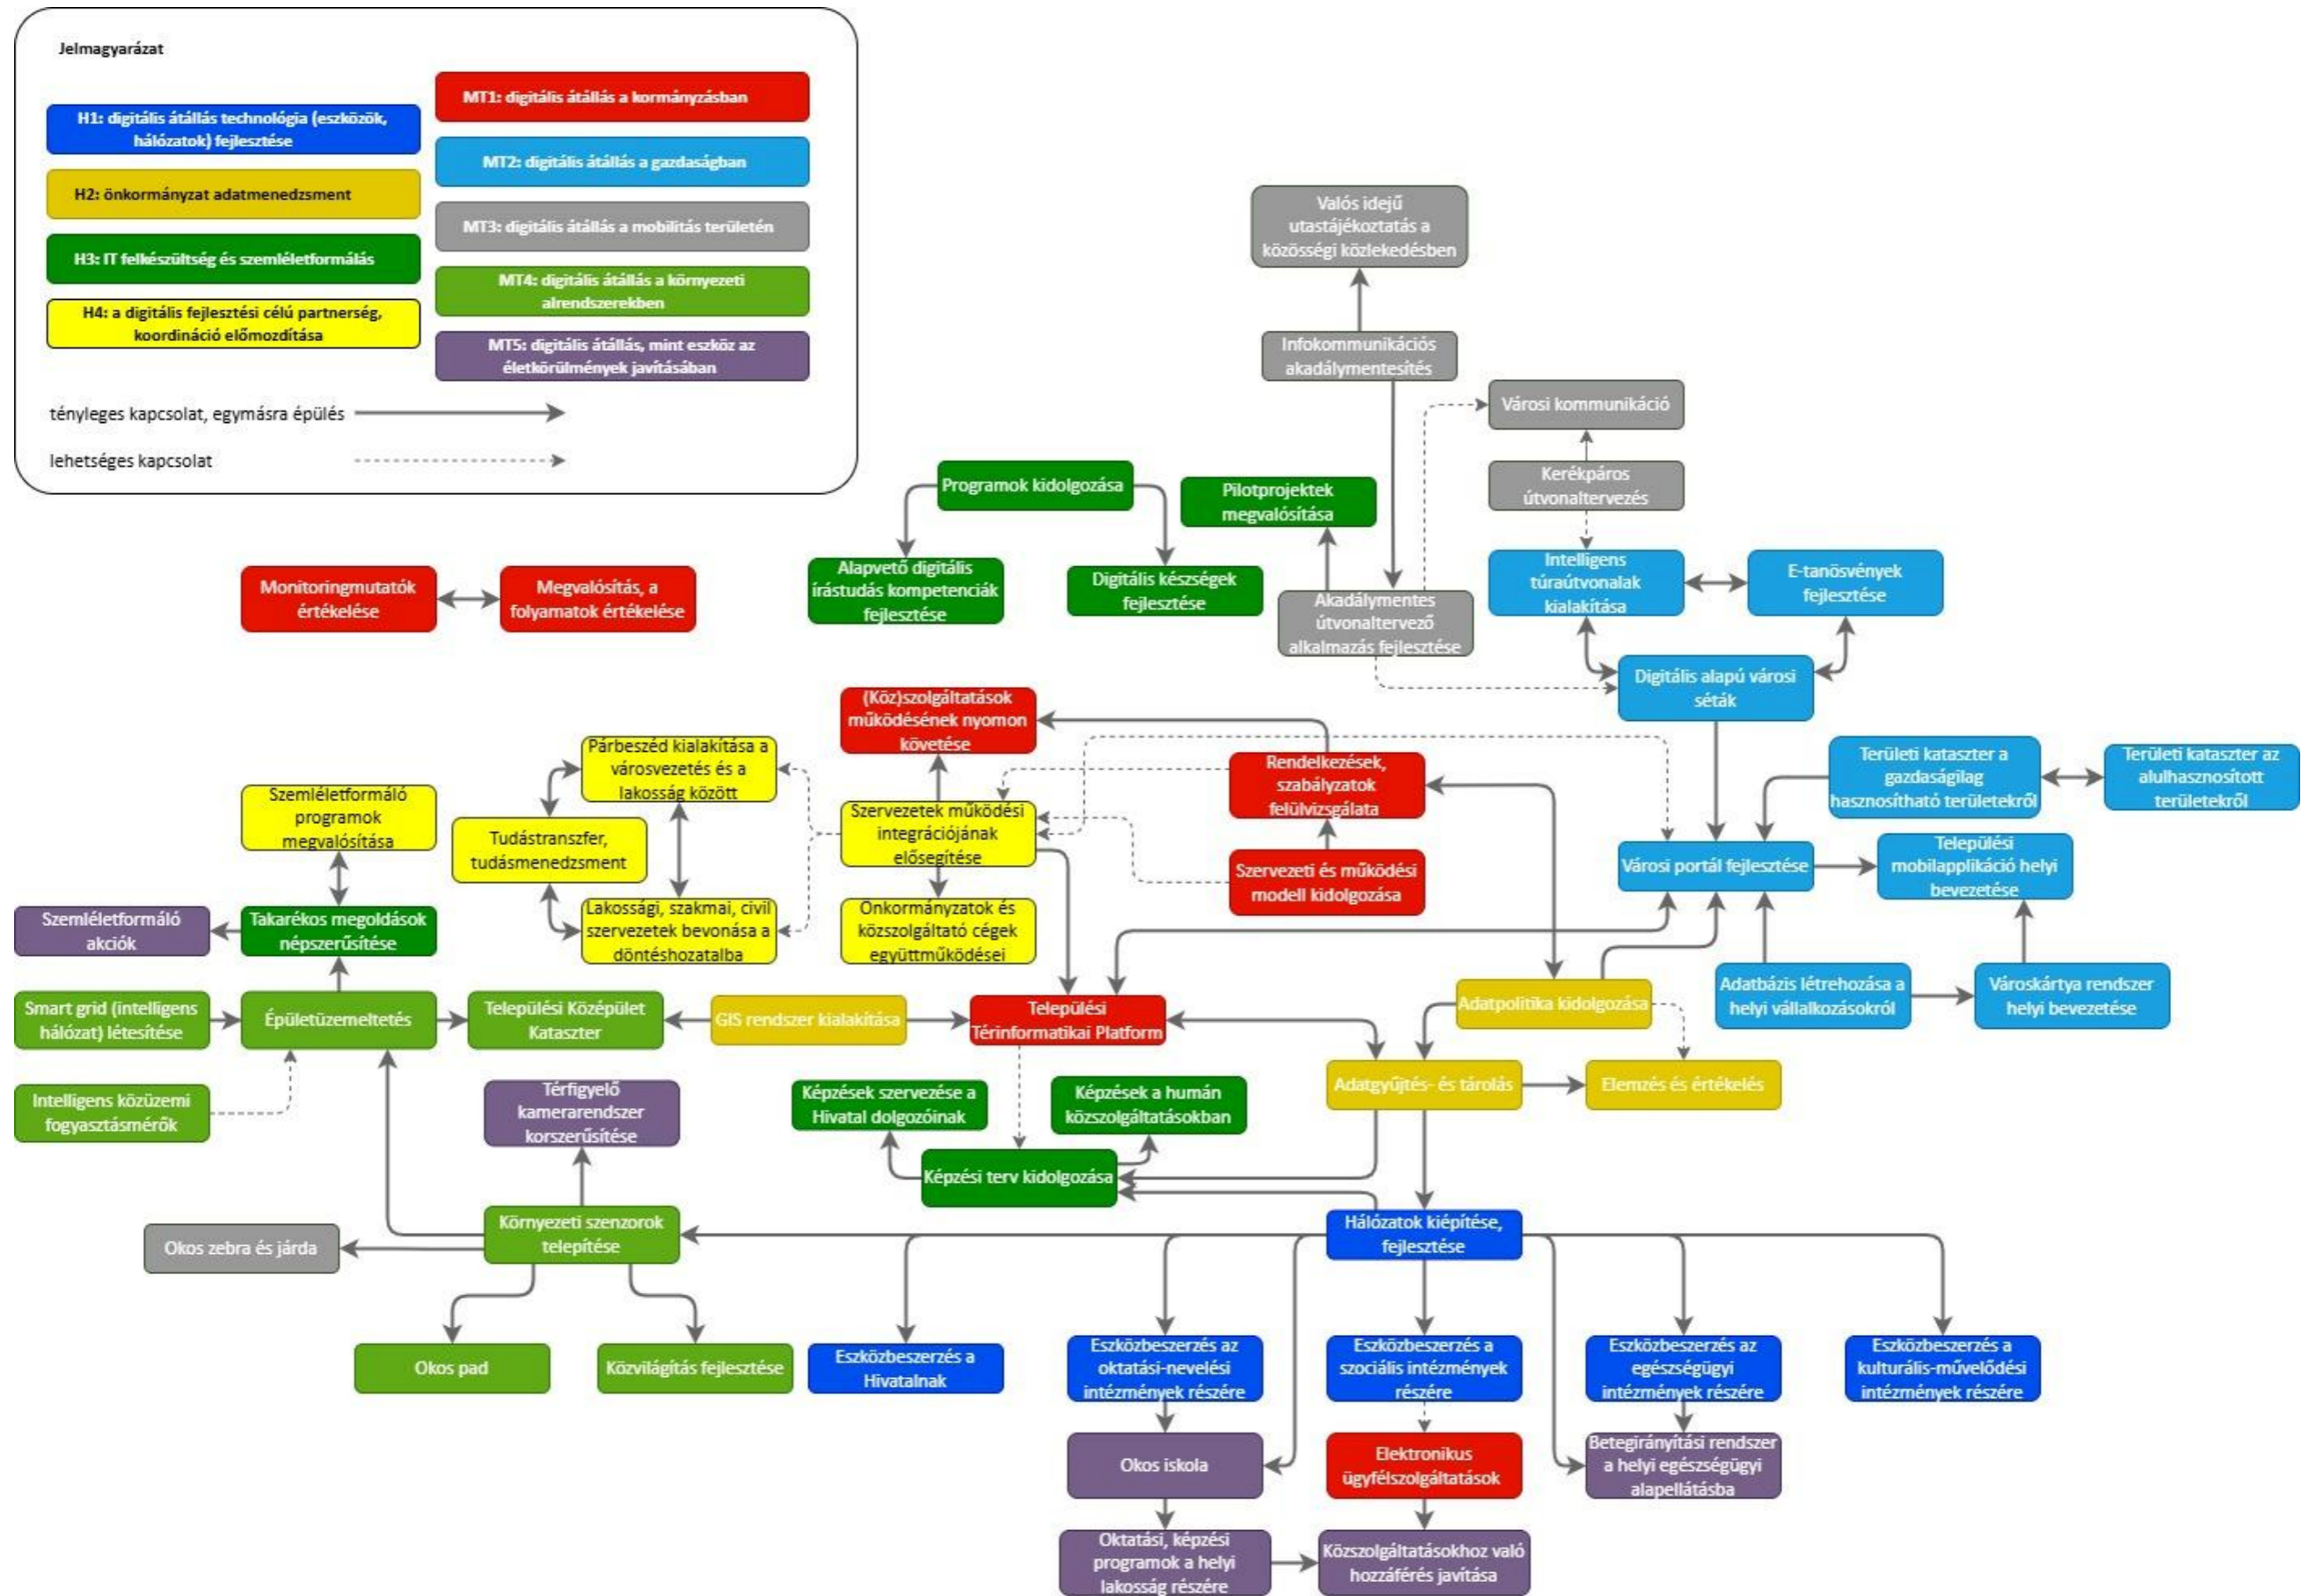 Jelmagyarázat
H1: digitális átállás technológia (eszközök,
hálózatok) fejlesztése
H2: önkormányzat adatmenedzsment
H3: IT felkészültség és szemléletformálás
H4: a digitális fejlesztési célú partnerség,
koordináció előmozdítása
MT1: digitális átállás a kormányzásban
MT2: digitális átállás a gazdaságban
MT3: digitális átállás a mobilitás területén
MT4: digitális átállás a környezeti
alrendszerekben
MT5: digitális átállás, mint eszköz az
életkörülmények javításában
tényleges kapcsolat, egymásra épülés
lehetséges kapcsolat
Valós idejű
utastájékoztatás a
közösségi közlekedésben
Infokommunikációs
akadálymentesítés
Városi kommunikáció
Kerékpáros
útvonaltervezés
Programok kidolgozása
Pilotprojektek
megvalósítása
Alapvető digitális
írástudás kompetenciák
fejlesztése
Digitális készségek
fejlesztése
Akadálymentes
útvonaltervező
alkalmazás fejlesztése
Intelligens
túraútvonalak
kialakítása
E-tanösvények
fejlesztése
Monitoringmutatók
értékelése
Megvalósítás, a
folyamatok értékelése
Digitális alapú városi
séták
(Köz)szolgáltatások
működésének nyomon
követése
Párbeszéd kialakítása a
városvezetés és a
lakosság között
Rendelkezések,
szabályzatok
felülvizsgálata
Területi kataszter a
gazdaságilag
hasznosítható területekről
Területi kataszter az
alulhasznosított
területekről
Szemléletformáló
programok
megvalósítása
Tudástranszfer,
tudásmenedzsment
Szervezetek működési
integrációjának
elősegítése
Szervezeti és működési
modell kidolgozása
Városi portál fejlesztése
Települési
mobilapplikáció helyi
bevezetése
Szemléletformáló
akciók
Takarékos megoldások
népszerűsítése
Lakossági, szakmai, civil
szervezetek bevonása a
döntéshozatalba
Önkormányzatok és
közszolgáltató cégek
együttműködései
Smart grid (intelligens
hálózat) létesítése
Épületüzemeltetés
Települési Középület
Kataszter
GIS rendszer kialakítása
Települési
Térinformatikai Platform
Adatpolitika kidolgozása
Adatbázis létrehozása a
helyi vállalkozásokról
Városkártya rendszer
helyi bevezetése
Intelligens közüzemi
fogyasztásmérők
Térfigyelő
kamerarendszer
korszerűsítése
Képzések szervezése a
Hivatal dolgozóinak
Képzések a humán
közszolgáltatásokban
Adatgyűjtés- és tárolás
Elemzés és értékelés
Képzési terv kidolgozása
Okos zebra és járda
Környezeti szenzorok
telepítése
Hálózatok kiépítése,
fejlesztése
Okos pad
Közvilágítás fejlesztése
Eszközbeszerzés a
Hivatalnak
Eszközbeszerzés az
oktatási-nevelési
intézmények részére
Eszközbeszerzés a
szociális intézmények
részére
Eszközbeszerzés az
egészségügyi
intézmények részére
Eszközbeszerzés a
kulturális-művelődési
intézmények részére
Okos iskola
Elektronikus
ügyfélszolgáltatások
Betegirányítási rendszer
a helyi egészségügyi
alapellátásba
Oktatási, képzési
programok a helyi
lakosság részére
Közszolgáltatásokhoz való
hozzáférés javítása